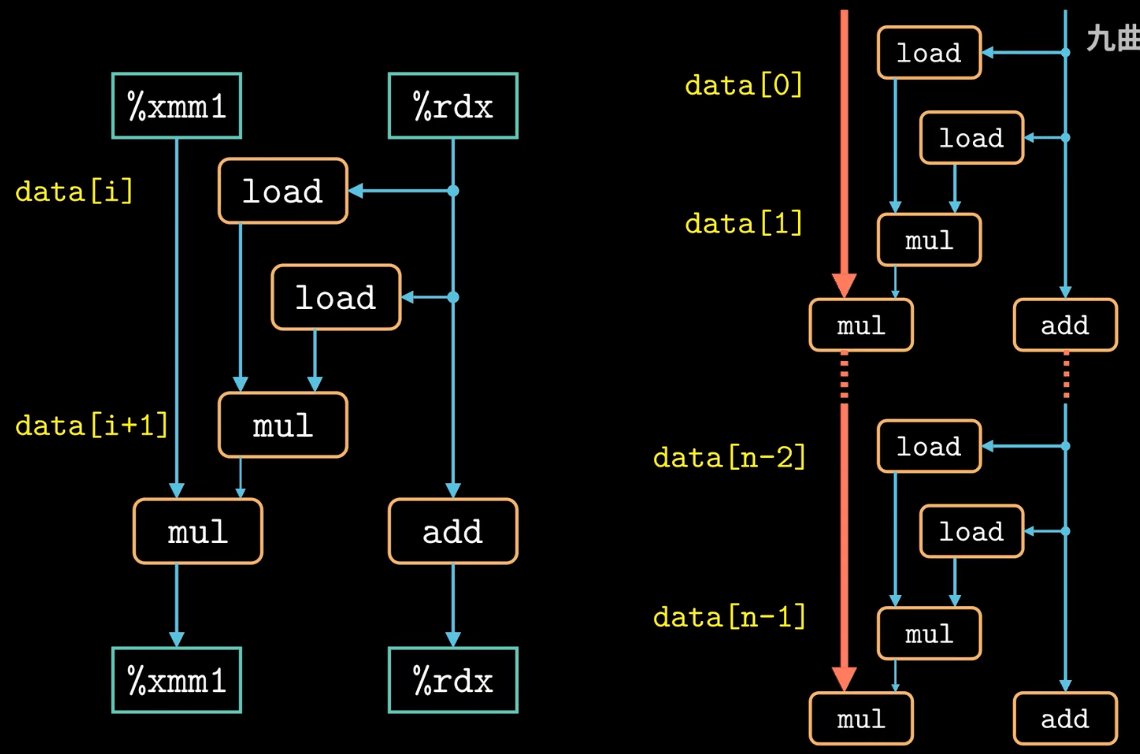 %xmm1
%rdx
data[i]
load
load
data[i+1]
mul
mul
add
%xmm1
%rdx
九曲
load
data[0]
load
data[1]
mul
mul
add
load
data[n-2]
load
data[n-1]
mul
mul
add